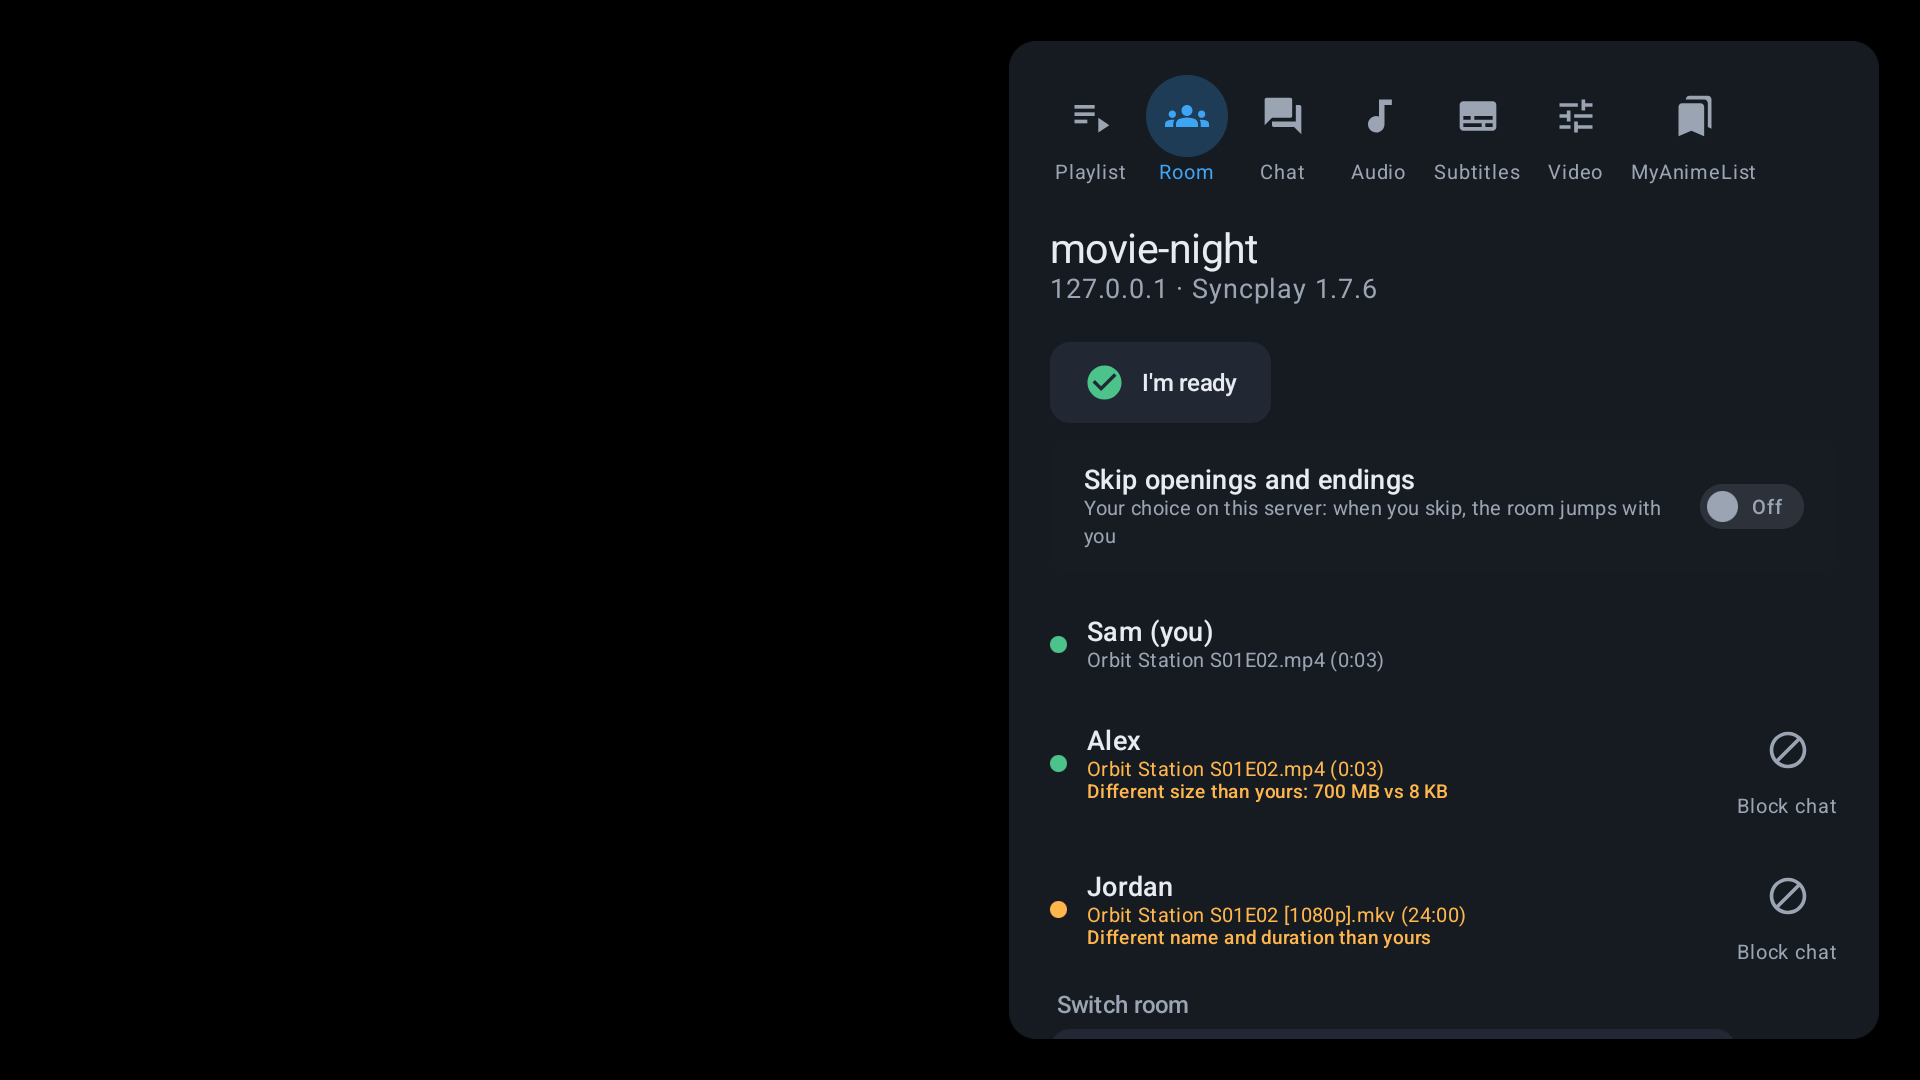 Playlist
Room
Chat
Audio
Subtitles
Video
MyAnimeList
movie-night
127.0.0.1 · Syncplay 1.7.6
I'm ready
Skip openings and endings
Your choice on this server: when you skip, the room jumps with
you
Off
Sam (you)
Orbit Station S01E02.mp4 (0:03)
Alex
Orbit Station S01E02.mp4 (0:03)
Different size than yours: 700 MB vs 8 KB
Block chat
Jordan
Orbit Station S01E02 [1080p].mkv (24:00)
Different name and duration than yours
Block chat
Switch room